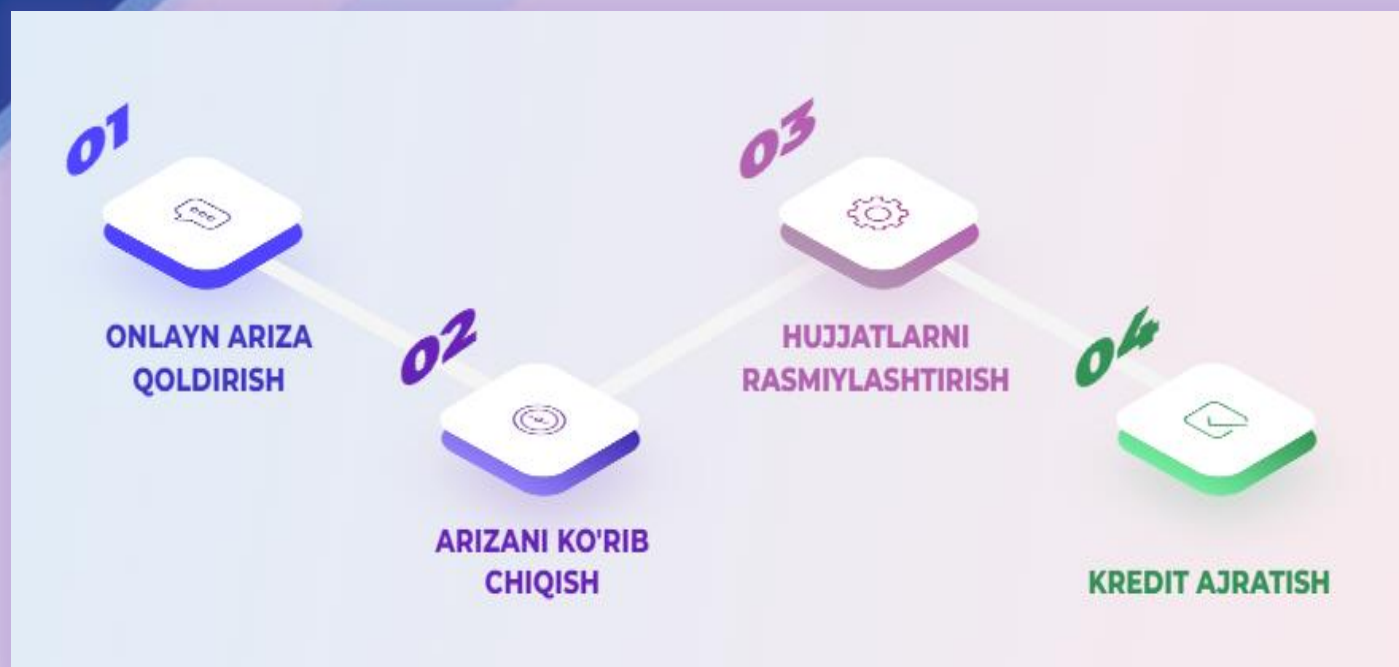 01
ONLAYN ARIZA
QOLDIRISH
02
ARIZANI KO'RIB
CHIQISH
03
HUJJATLARNI
RASMIYLASHTIRISH
04
KREDIT AJRATISH